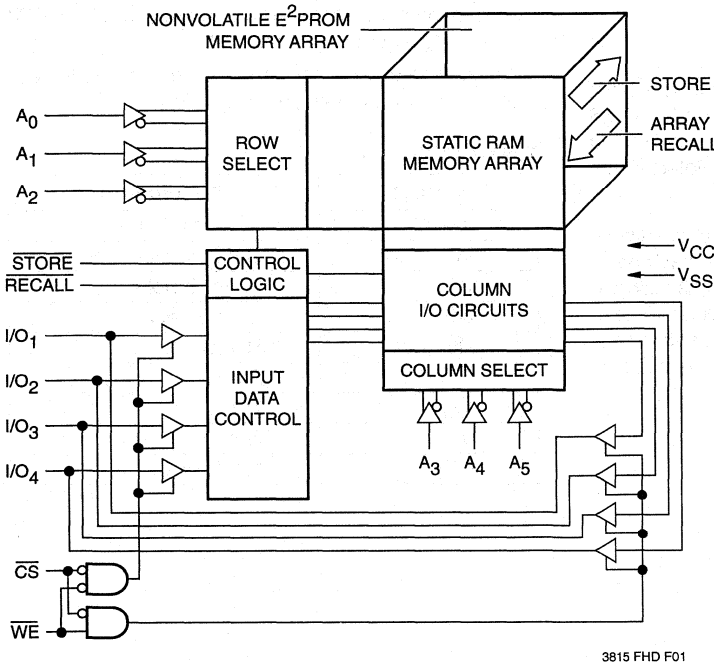 NONVOLATILE E²PROM
MEMORY ARRAY
STORE
ARRAY
RECALL
A₀
A₁
A₂
ROW
SELECT
STATIC RAM
MEMORY ARRAY
STORE
RECALL
CONTROL
LOGIC
COLUMN
I/O CIRCUITS
VCC
VSS
I/O₁
I/O₂
I/O₃
I/O₄
INPUT
DATA
CONTROL
COLUMN SELECT
A₃ A₄ A₅
CS
WE
3815 FHD F01